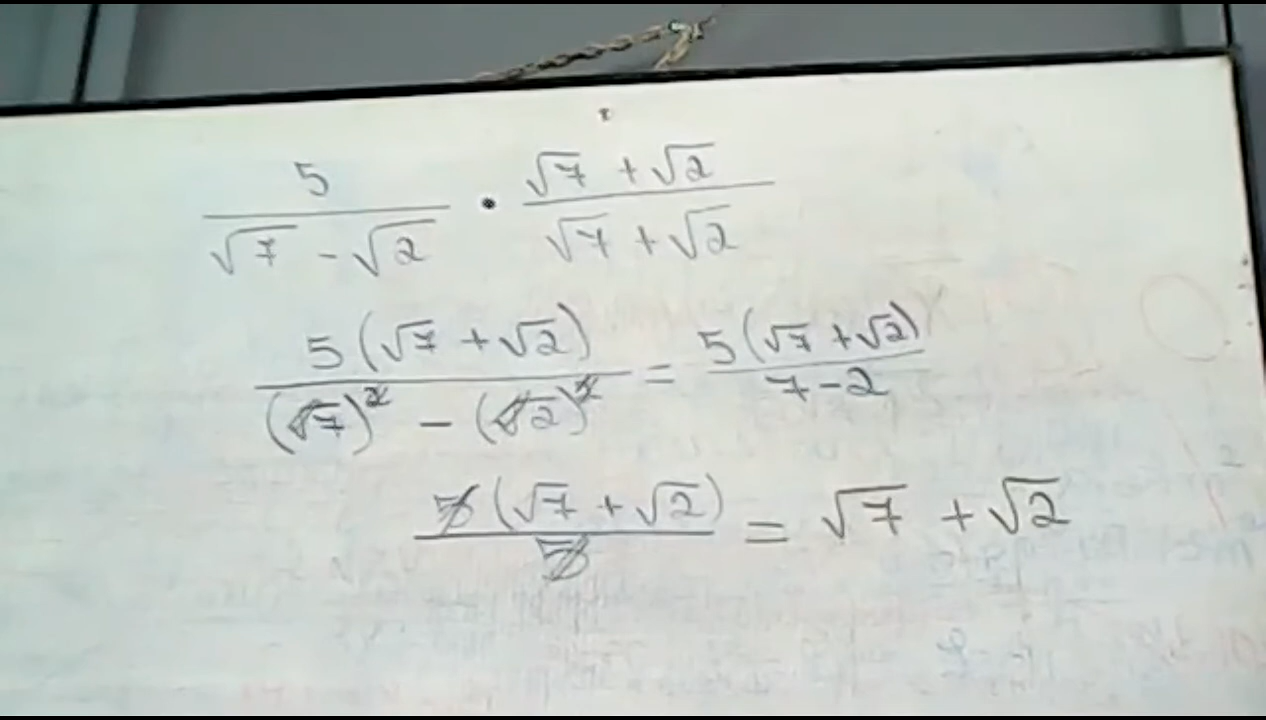 5/(√7 - √2) · (√7 + √2)/(√7 + √2)
5(√7 + √2)/((√7)² - (√2)²) = 5(√7 + √2)/(7 - 2)
5(√7 + √2)/5 = √7 + √2